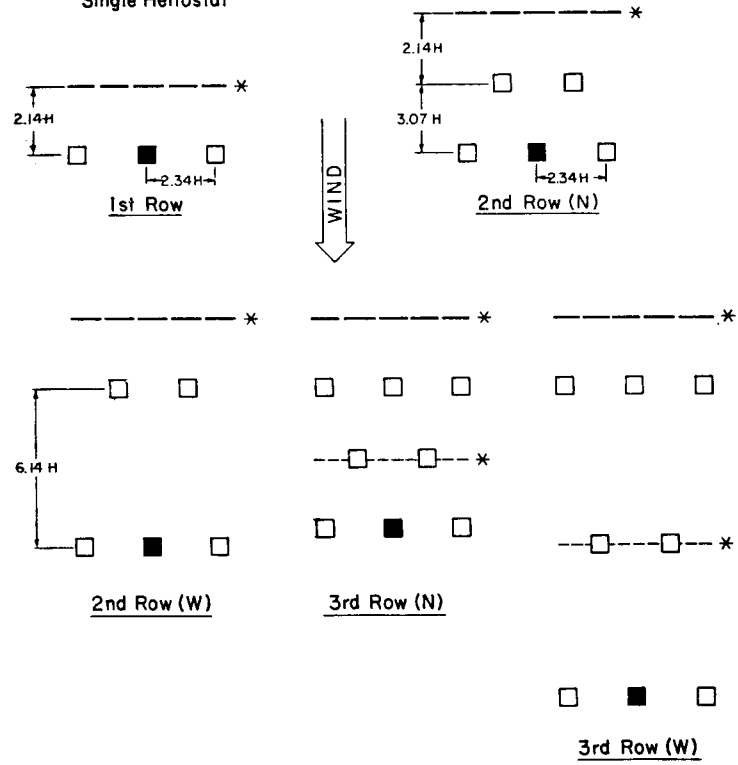 Single Heliostat
*
2.14H
2.34H
1st Row
WIND
*
2.14H
3.07 H
2.34H
2nd Row (N)
*
6.14 H
2nd Row (W)
*
*
3rd Row (N)
*
*
3rd Row (W)